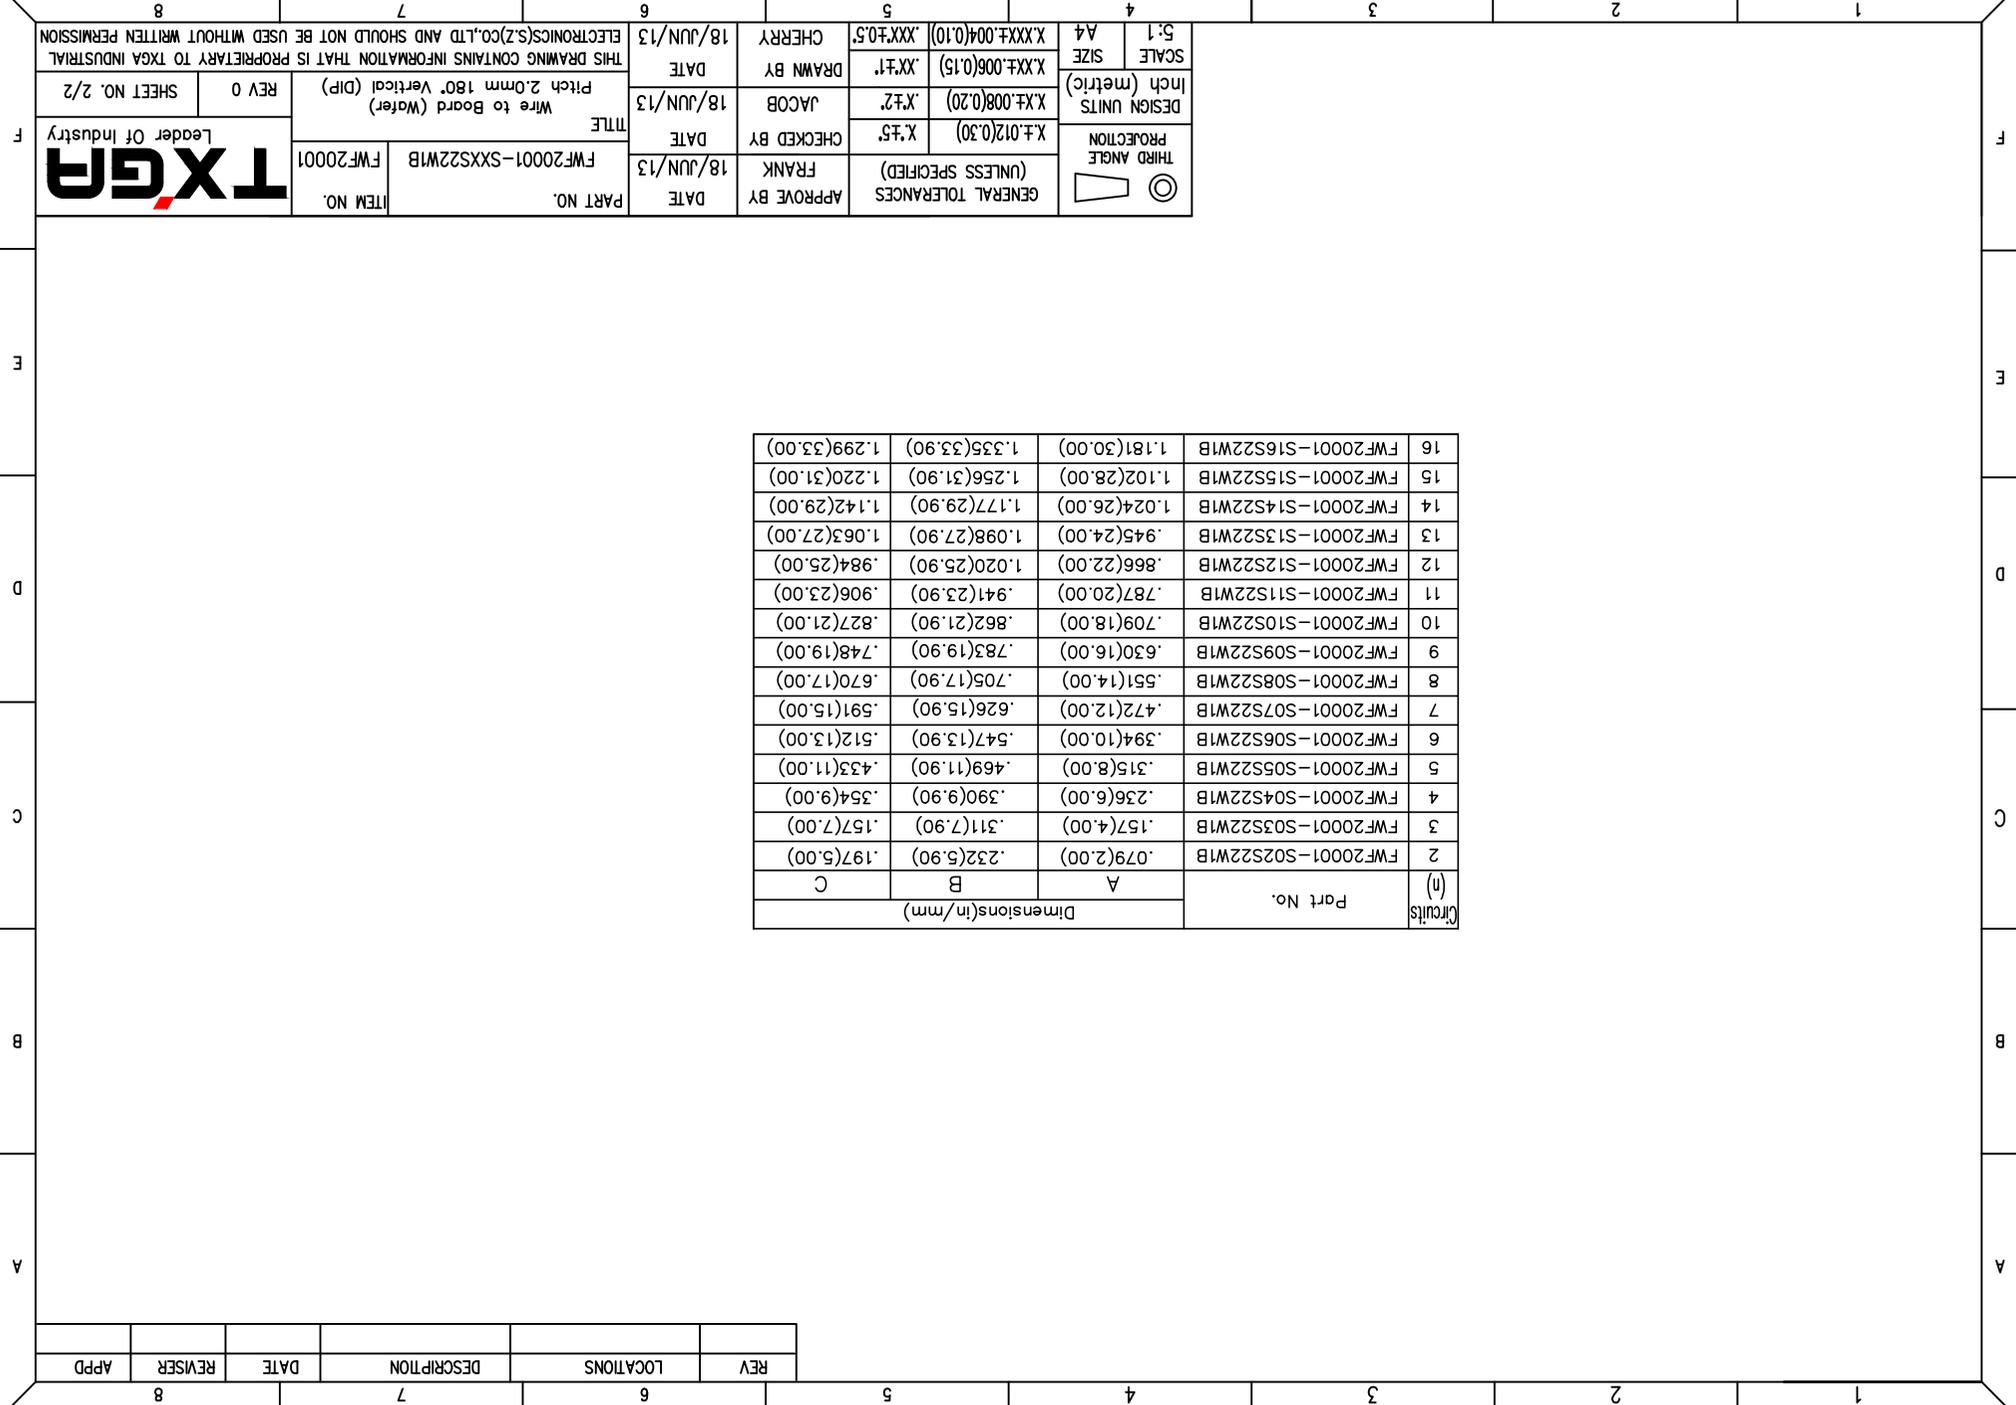 1 2 3 4 5 6 7 8
REV LOCATIONS DESCRIPTION DATE REVISER APPD
A A
B B
C C
D D
E E
F F
Circuits (n) Part No. Dimensions(in/mm)
A B C
2 FWF20001-S02S22W1B .079(2.00) .232(5.90) .197(5.00)
3 FWF20001-S03S22W1B .157(4.00) .311(7.90) .157(7.00)
4 FWF20001-S04S22W1B .236(6.00) .390(9.90) .354(9.00)
5 FWF20001-S05S22W1B .315(8.00) .469(11.90) .433(11.00)
6 FWF20001-S06S22W1B .394(10.00) .547(13.90) .512(13.00)
7 FWF20001-S07S22W1B .472(12.00) .626(15.90) .591(15.00)
8 FWF20001-S08S22W1B .551(14.00) .705(17.90) .670(17.00)
9 FWF20001-S09S22W1B .630(16.00) .783(19.90) .748(19.00)
10 FWF20001-S10S22W1B .709(18.00) .862(21.90) .827(21.00)
11 FWF20001-S11S22W1B .787(20.00) .941(23.90) .906(23.00)
12 FWF20001-S12S22W1B .866(22.00) 1.020(25.90) .984(25.00)
13 FWF20001-S13S22W1B .945(24.00) 1.098(27.90) 1.063(27.00)
14 FWF20001-S14S22W1B 1.024(26.00) 1.177(29.90) 1.142(29.00)
15 FWF20001-S15S22W1B 1.102(28.00) 1.256(31.90) 1.220(31.00)
16 FWF20001-S16S22W1B 1.181(30.00) 1.335(33.90) 1.299(33.00)
THIRD ANGLE
PROJECTION
DESIGN UNITS
Inch (metric)
SCALE
5:1
SIZE
A4
GENERAL TOLERANCES
(UNLESS SPECIFIED)
X.±.012(0.30) X.°±5°
X.X±.008(0.20) .X°±2°
X.XX±.006(0.15) .XX°±1°
X.XXX±.004(0.10) .XXX°±0.5°
APPROVE BY
FRANK
DATE
18/JUN/13
CHECKED BY
JACOB
DATE
18/JUN/13
DRAWN BY
CHERRY
DATE
18/JUN/13
PART NO.
FWF20001-SXXS22W1B
ITEM NO.
FWF20001
TITLE
Wire to Board (Wafer)
Pitch 2.0mm 180° Vertical (DIP)
TXGA
Leader Of Industry
REV 0
SHEET NO. 2/2
THIS DRAWING CONTAINS INFORMATION THAT IS PROPRIETARY TO TXGA INDUSTRIAL
ELECTRONICS(S.Z)CO.,LTD AND SHOULD NOT BE USED WITHOUT WRITTEN PERMISSION
1 2 3 4 5 6 7 8